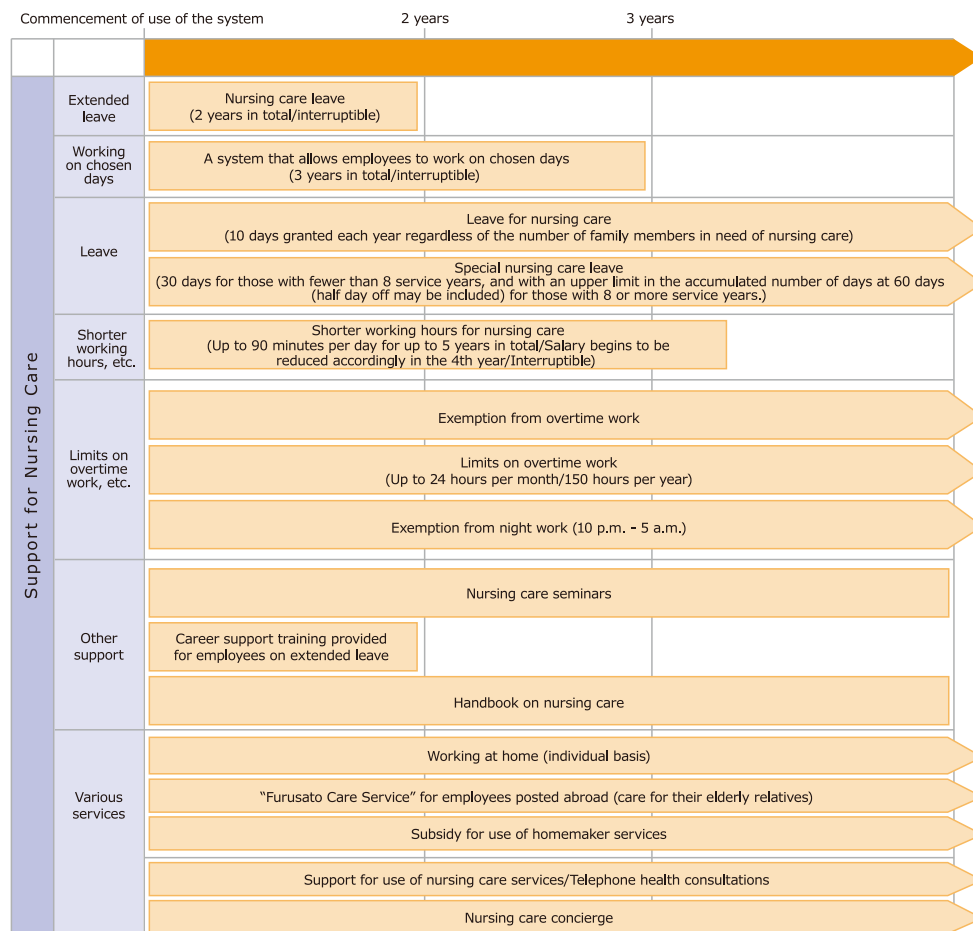 Commencement of use of the system
2 years
3 years
Support for Nursing Care
Extended
leave
Nursing care leave
(2 years in total/interruptible)
Working
on chosen
days
A system that allows employees to work on chosen days
(3 years in total/interruptible)
Leave
Leave for nursing care
(10 days granted each year regardless of the number of family members in need of nursing care)
Special nursing care leave
(30 days for those with fewer than 8 service years, and with an upper limit in the accumulated number of days at 60 days
(half day off may be included) for those with 8 or more service years.)
Shorter
working
hours, etc.
Shorter working hours for nursing care
(Up to 90 minutes per day for up to 5 years in total/Salary begins to be
reduced accordingly in the 4th year/Interruptible)
Limits on
overtime
work, etc.
Exemption from overtime work
Limits on overtime work
(Up to 24 hours per month/150 hours per year)
Exemption from night work (10 p.m. - 5 a.m.)
Other
support
Nursing care seminars
Career support training provided
for employees on extended leave
Handbook on nursing care
Various
services
Working at home (individual basis)
“Furusato Care Service” for employees posted abroad (care for their elderly relatives)
Subsidy for use of homemaker services
Support for use of nursing care services/Telephone health consultations
Nursing care concierge